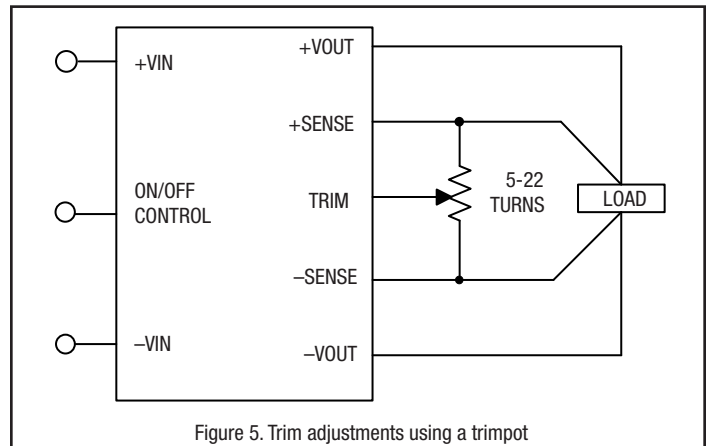 +VOUT
+VIN
+SENSE
ON/OFF
CONTROL
TRIM
5-22
TURNS
LOAD
–SENSE
–VIN
–VOUT
Figure 5. Trim adjustments using a trimpot